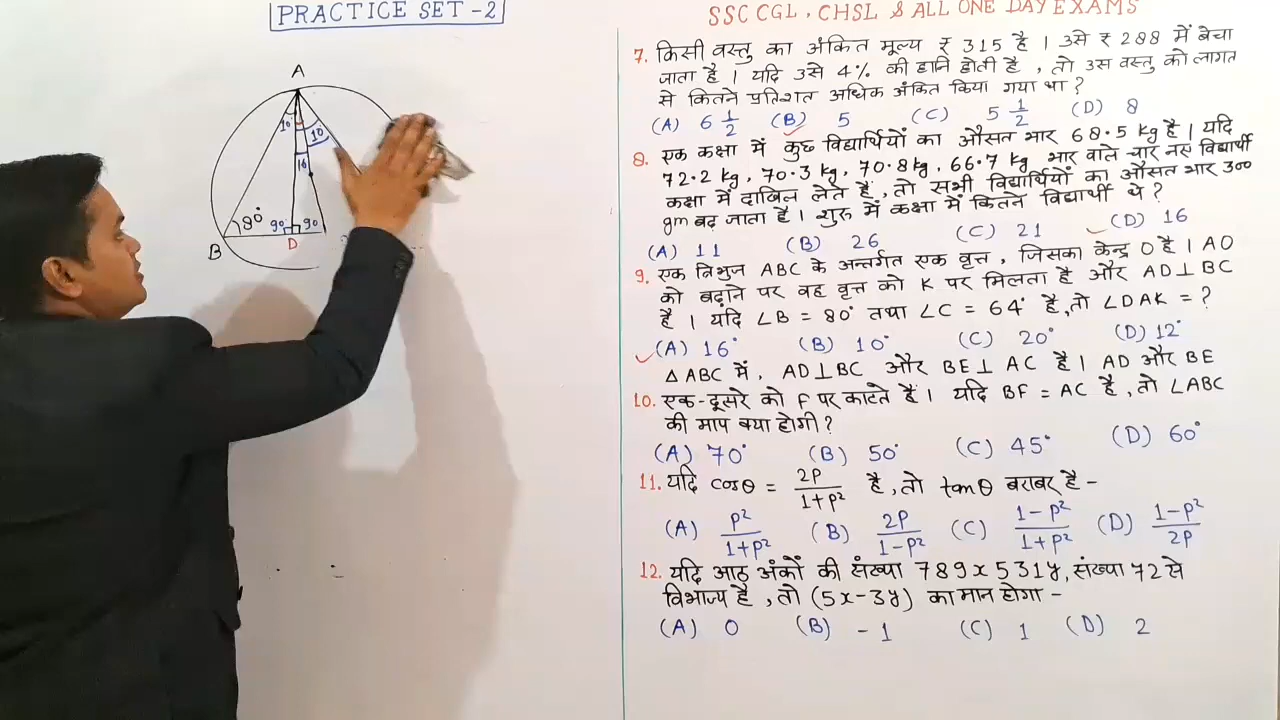 PRACTICE SET - 2
SSC CGL, CHSL & ALL ONE DAY EXAMS
A
10°
10
16
80°
90
90
B
D
7. किसी वस्तु का अंकित मूल्य ₹ 315 है । उसे ₹ 288 में बेचा
जाता है । यदि उसे 4% की हानि होती है , तो उस वस्तु को लागत
से कितने प्रतिशत अधिक अंकित किया गया था ?
(A) 6 1/2 (B) 5 (C) 5 1/2 (D) 8
8. एक कक्षा में कुछ विद्यार्थियों का औसत भार 68.5 kg है । यदि
72.2 kg, 70.3 kg, 70.8 kg, 66.7 kg भार वाले चार नए विद्यार्थी
कक्षा में दाखिल लेते हैं, तो सभी विद्यार्थियों का औसत भार 300
gm बढ़ जाता है । शुरु में कक्षा में कितने विद्यार्थी थे ?
(A) 11 (B) 26 (C) 21 (D) 16
9. एक त्रिभुज ABC के अन्तर्गत एक वृत्त , जिसका केन्द्र O है । AO
को बढ़ाने पर वह वृत्त को K पर मिलता है और AD⊥BC
है । यदि ∠B = 80° तथा ∠C = 64° है, तो ∠DAK = ?
(A) 16° (B) 10° (C) 20° (D) 12°
10. Δ ABC में, AD⊥BC और BE⊥AC है । AD और BE
एक-दूसरे को F पर काटते हैं । यदि BF = AC है, तो ∠ABC
की माप क्या होगी ?
(A) 70° (B) 50° (C) 45° (D) 60°
11. यदि cosθ = 2P/1+P² है, तो tanθ बराबर है -
(A) P²/1+P² (B) 2P/1-P² (C) 1-P²/1+P² (D) 1-P²/2P
12. यदि आठ अंकों की संख्या 789x531y, संख्या 72 से
विभाज्य है , तो (5x-3y) का मान होगा -
(A) 0 (B) -1 (C) 1 (D) 2